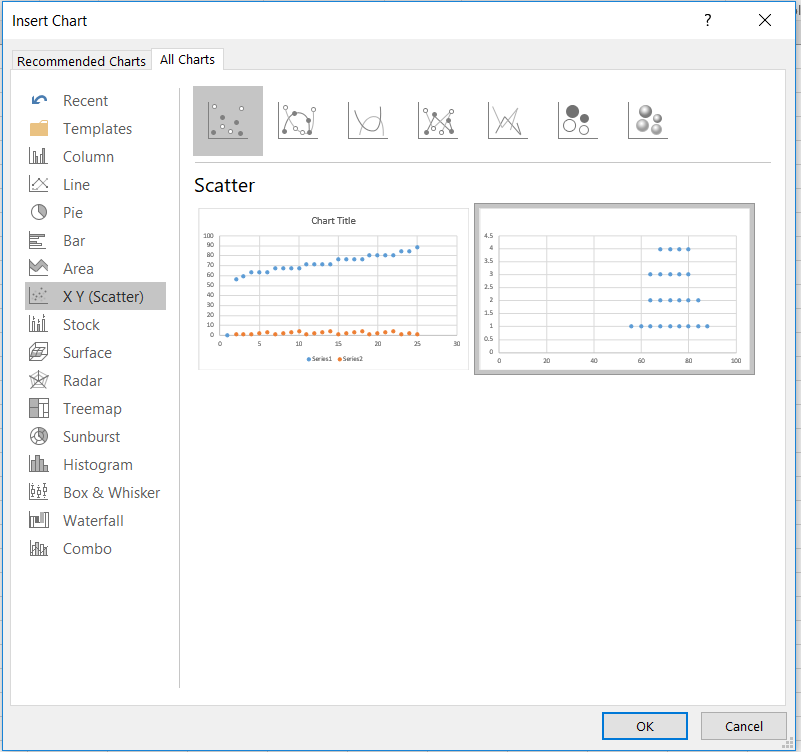 Insert Chart
?
Recommended Charts
All Charts
Recent
Templates
Column
Line
Pie
Bar
Area
X Y (Scatter)
Stock
Surface
Radar
Treemap
Sunburst
Histogram
Box & Whisker
Waterfall
Combo
Scatter
Chart Title
100
90
80
70
60
50
40
30
20
10
0
0 5 10 15 20 25 30
Series1 Series2
4.5
4
3.5
3
2.5
2
1.5
1
0.5
0
0 20 40 60 80 100
OK
Cancel